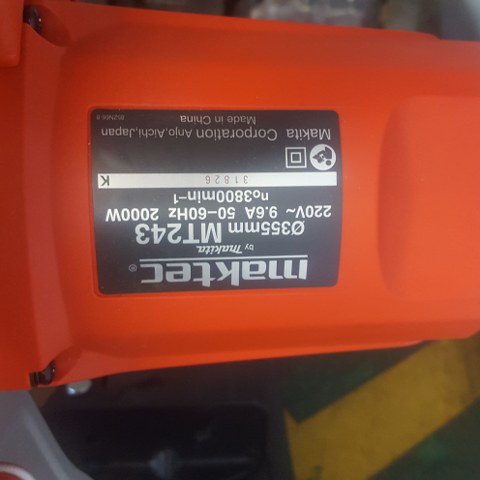 maktec®
by Makita
Ø355mm MT243
220V~ 9.6A 50-60Hz 2000W
n₀3800min-1
31826 K
Makita Corporation Anjo,Aichi,Japan
Made in China